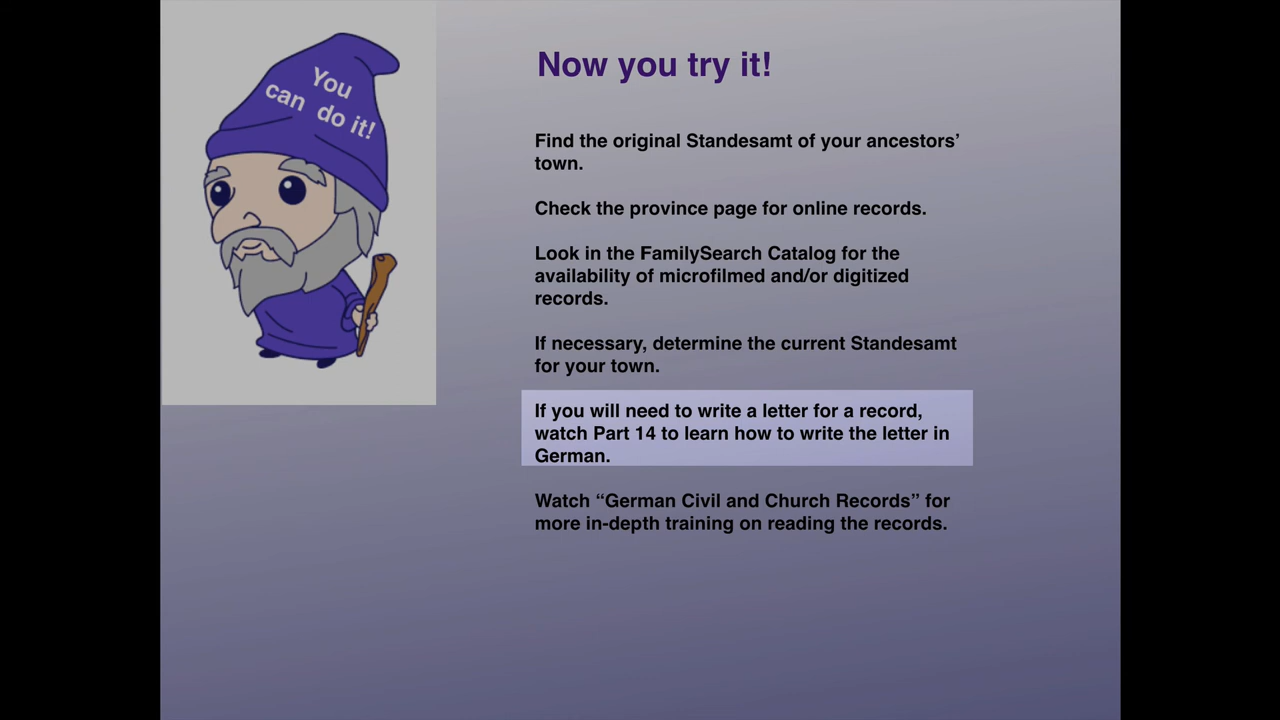 You
can do it!
Now you try it!
Find the original Standesamt of your ancestors’
town.
Check the province page for online records.
Look in the FamilySearch Catalog for the
availability of microfilmed and/or digitized
records.
If necessary, determine the current Standesamt
for your town.
If you will need to write a letter for a record,
watch Part 14 to learn how to write the letter in
German.
Watch “German Civil and Church Records” for
more in-depth training on reading the records.